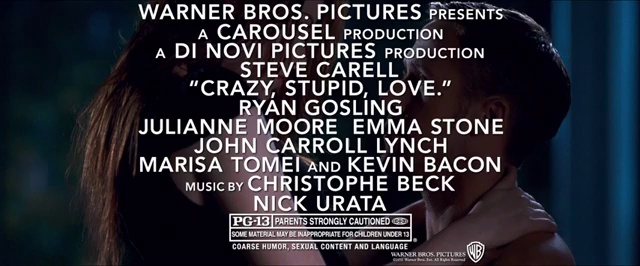 WARNER BROS. PICTURES PRESENTS
A CAROUSEL PRODUCTION
A DI NOVI PICTURES PRODUCTION
STEVE CARELL
"CRAZY, STUPID, LOVE."
RYAN GOSLING
JULIANNE MOORE EMMA STONE
JOHN CARROLL LYNCH
MARISA TOMEI AND KEVIN BACON
MUSIC BY CHRISTOPHE BECK
NICK URATA
PG-13 PARENTS STRONGLY CAUTIONED
SOME MATERIAL MAY BE INAPPROPRIATE FOR CHILDREN UNDER 13
COARSE HUMOR, SEXUAL CONTENT AND LANGUAGE
WARNER BROS. PICTURES